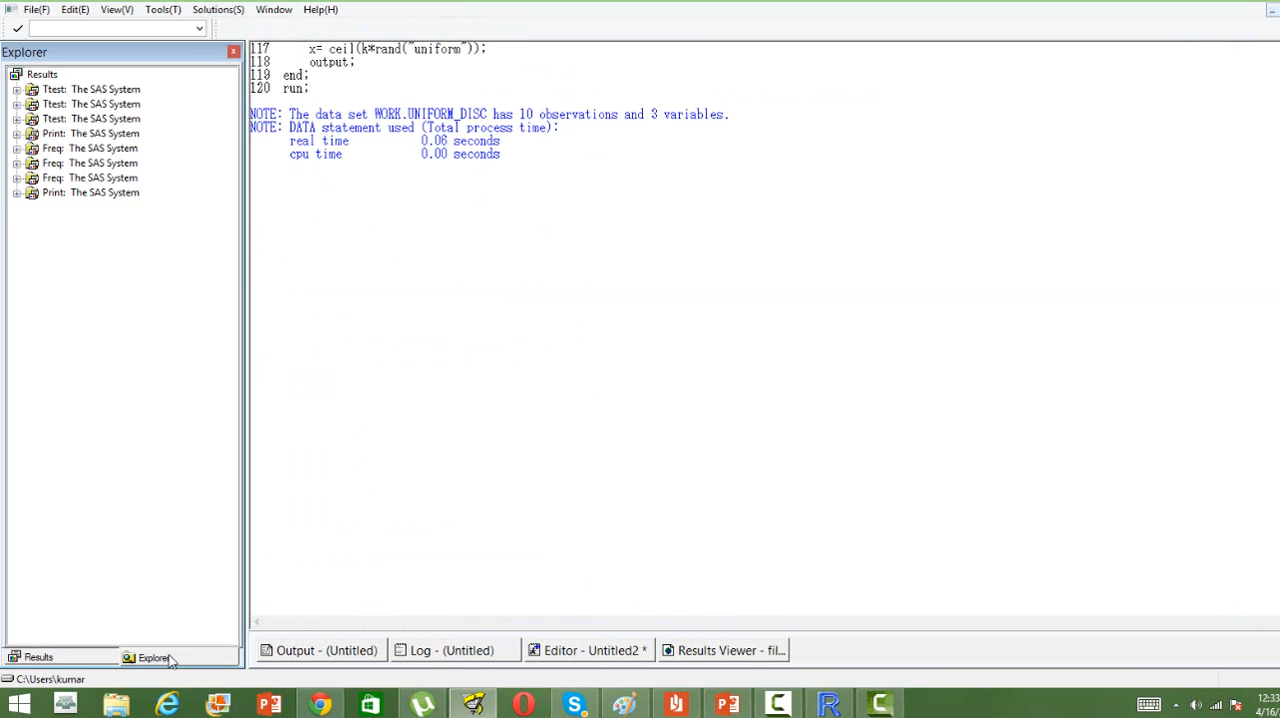 File(F) Edit(E) View(V) Tools(T) Solutions(S) Window Help(H)
Explorer
Results
Ttest: The SAS System
Ttest: The SAS System
Ttest: The SAS System
Print: The SAS System
Freq: The SAS System
Freq: The SAS System
Freq: The SAS System
Print: The SAS System
117 x= ceil(k*rand("uniform"));
118 output;
119 end;
120 run;
NOTE: The data set WORK.UNIFORM_DISC has 10 observations and 3 variables.
NOTE: DATA statement used (Total process time):
real time 0.06 seconds
cpu time 0.00 seconds
Results Explorer
Output - (Untitled) Log - (Untitled) Editor - Untitled2 * Results Viewer - fil...
C:\Users\kumar
12:33
4/16/